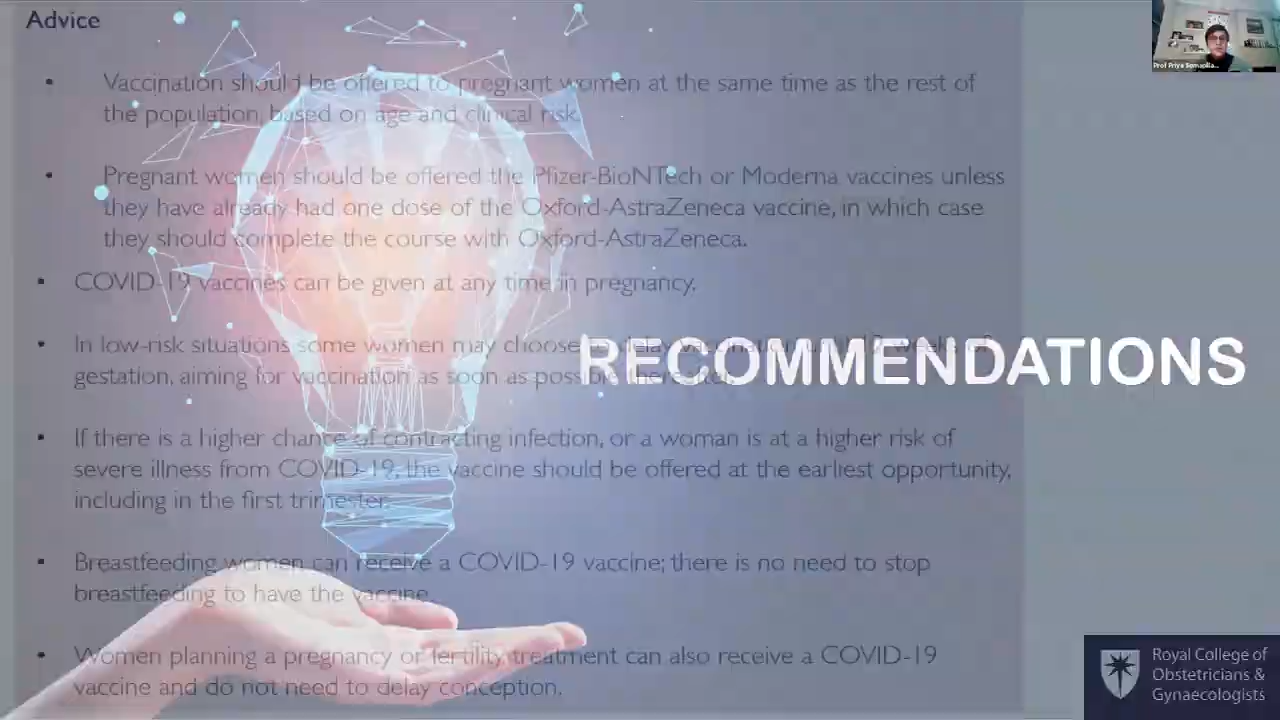 Advice
• Vaccination should be offered to pregnant women at the same time as the rest of
the population, based on age and clinical risk.
• Pregnant women should be offered the Pfizer-BioNTech or Moderna vaccines unless
they have already had one dose of the Oxford-AstraZeneca vaccine, in which case
they should complete the course with Oxford-AstraZeneca.
• COVID-19 vaccines can be given at any time in pregnancy.
• In low-risk situations some women may choose to delay vaccination weeks of
gestation, aiming for vaccination as soon as possible thereafter.
RECOMMENDATIONS
• If there is a higher chance of contracting infection, or a woman is at a higher risk of
severe illness from COVID-19, the vaccine should be offered at the earliest opportunity,
including in the first trimester.
• Breastfeeding women can receive a COVID-19 vaccine; there is no need to stop
breastfeeding to have the vaccine.
• Women planning a pregnancy or fertility treatment can also receive a COVID-19
vaccine and do not need to delay conception.
Prof Priya
Royal College of
Obstetricians &
Gynaecologists